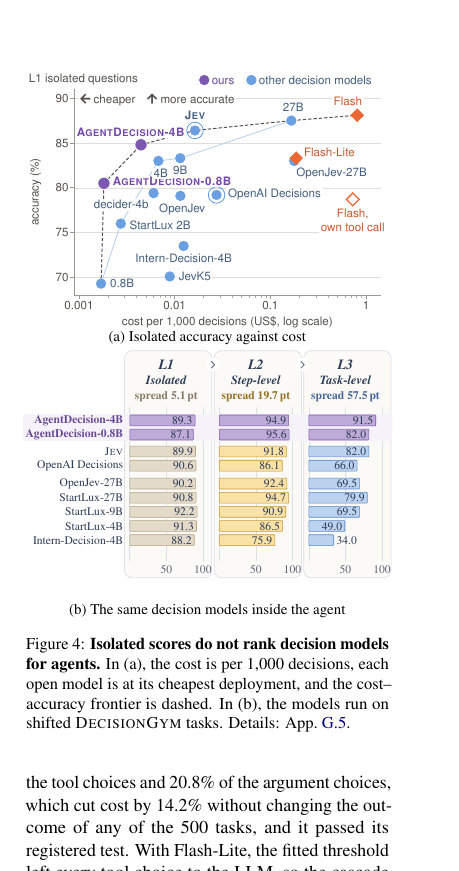 L1 isolated questions
ours
other decision models
90
← cheaper
↑ more accurate
27B
Flash
JEV
AGENTDECISION-4B
85
Flash-Lite
4B
9B
OpenJev-27B
AGENTDECISION-0.8B
80
decider-4b
OpenJev
OpenAI Decisions
Flash,
own tool call
StartLux 2B
75
Intern-Decision-4B
JevK5
70
0.8B
accuracy (%)
0.001
0.01
0.1
1
cost per 1,000 decisions (US$, log scale)
(a) Isolated accuracy against cost
L1
Isolated
spread 5.1 pt
›
L2
Step-level
spread 19.7 pt
›
L3
Task-level
spread 57.5 pt
AgentDecision-4B 89.3 94.9 91.5
AgentDecision-0.8B 87.1 95.6 82.0
JEV 89.9 91.8 82.0
OpenAI Decisions 90.6 86.1 66.0
OpenJev-27B 90.2 92.4 69.5
StartLux-27B 90.8 94.7 79.9
StartLux-9B 92.2 90.9 69.5
StartLux-4B 91.3 86.5 49.0
Intern-Decision-4B 88.2 75.9 34.0
50 100 50 100 50 100
(b) The same decision models inside the agent
Figure 4: Isolated scores do not rank decision models
for agents. In (a), the cost is per 1,000 decisions, each
open model is at its cheapest deployment, and the cost–
accuracy frontier is dashed. In (b), the models run on
shifted DECISIONGYM tasks. Details: App. G.5.
the tool choices and 20.8% of the argument choices,
which cut cost by 14.2% without changing the out-
come of any of the 500 tasks, and it passed its
registered test. With Flash-Lite, the fitted threshold
left every tool choice to the LLM, so the cascade